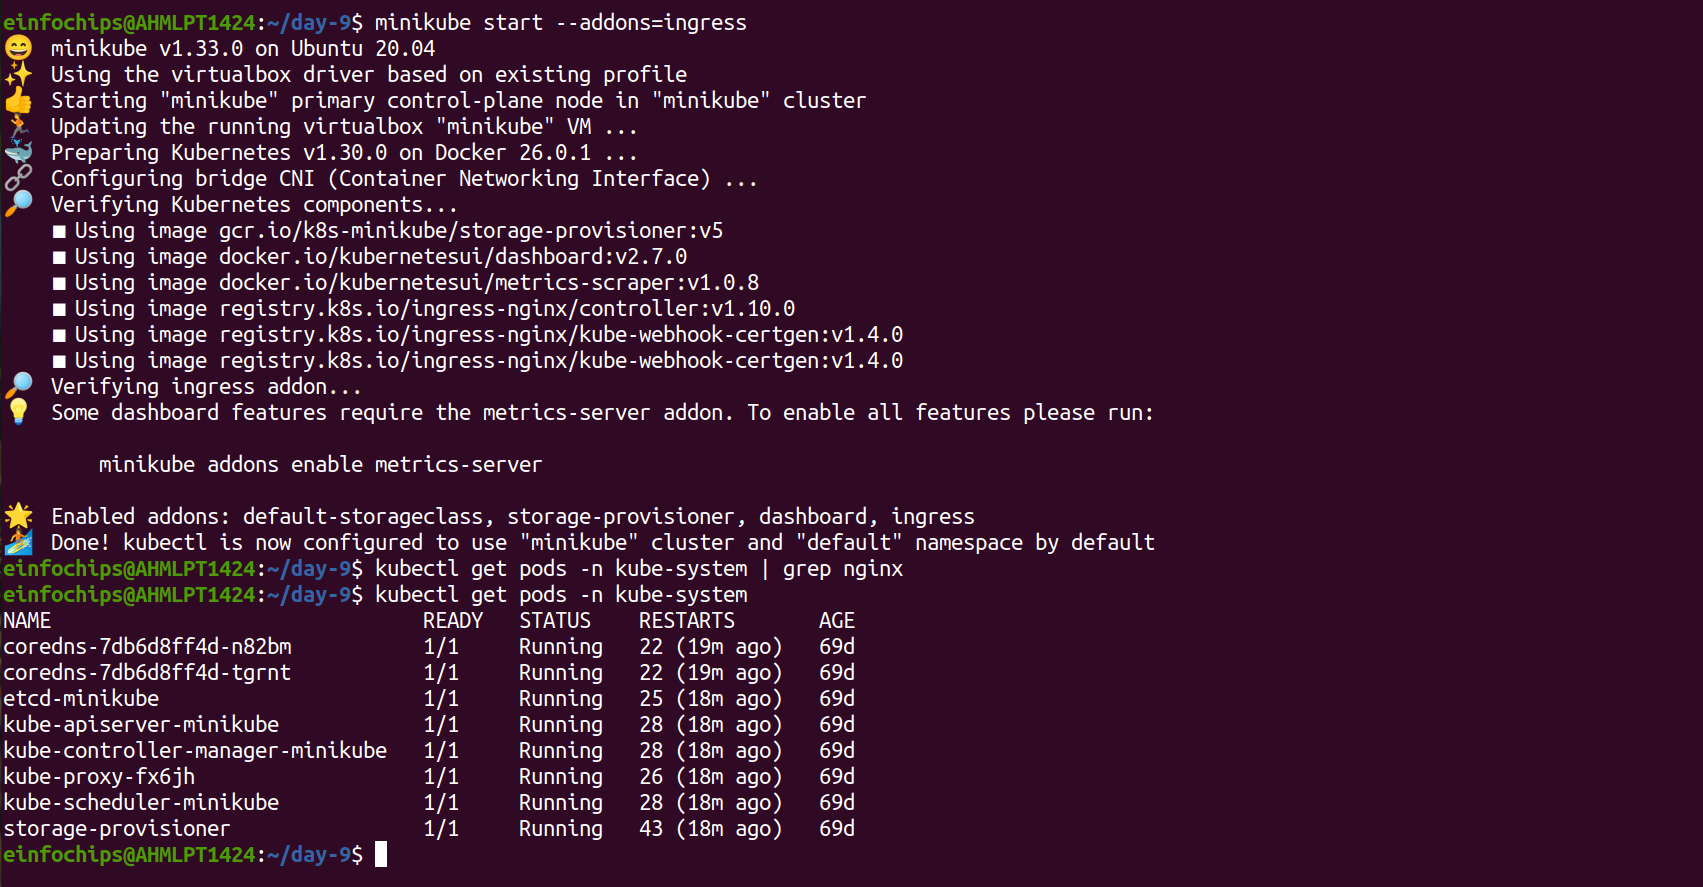 einfochips@AHMLPT1424:~/day-9$ minikube start --addons=ingress
😄 minikube v1.33.0 on Ubuntu 20.04
✨ Using the virtualbox driver based on existing profile
👍 Starting "minikube" primary control-plane node in "minikube" cluster
🏃 Updating the running virtualbox "minikube" VM ...
🐳 Preparing Kubernetes v1.30.0 on Docker 26.0.1 ...
🔗 Configuring bridge CNI (Container Networking Interface) ...
🔎 Verifying Kubernetes components...
■ Using image gcr.io/k8s-minikube/storage-provisioner:v5
■ Using image docker.io/kubernetesui/dashboard:v2.7.0
■ Using image docker.io/kubernetesui/metrics-scraper:v1.0.8
■ Using image registry.k8s.io/ingress-nginx/controller:v1.10.0
■ Using image registry.k8s.io/ingress-nginx/kube-webhook-certgen:v1.4.0
■ Using image registry.k8s.io/ingress-nginx/kube-webhook-certgen:v1.4.0
🔎 Verifying ingress addon...
💡 Some dashboard features require the metrics-server addon. To enable all features please run:
minikube addons enable metrics-server
🌟 Enabled addons: default-storageclass, storage-provisioner, dashboard, ingress
🏄 Done! kubectl is now configured to use "minikube" cluster and "default" namespace by default
einfochips@AHMLPT1424:~/day-9$ kubectl get pods -n kube-system | grep nginx
einfochips@AHMLPT1424:~/day-9$ kubectl get pods -n kube-system
NAME READY STATUS RESTARTS AGE
coredns-7db6d8ff4d-n82bm 1/1 Running 22 (19m ago) 69d
coredns-7db6d8ff4d-tgrnt 1/1 Running 22 (19m ago) 69d
etcd-minikube 1/1 Running 25 (18m ago) 69d
kube-apiserver-minikube 1/1 Running 28 (18m ago) 69d
kube-controller-manager-minikube 1/1 Running 28 (18m ago) 69d
kube-proxy-fx6jh 1/1 Running 26 (18m ago) 69d
kube-scheduler-minikube 1/1 Running 28 (18m ago) 69d
storage-provisioner 1/1 Running 43 (18m ago) 69d
einfochips@AHMLPT1424:~/day-9$